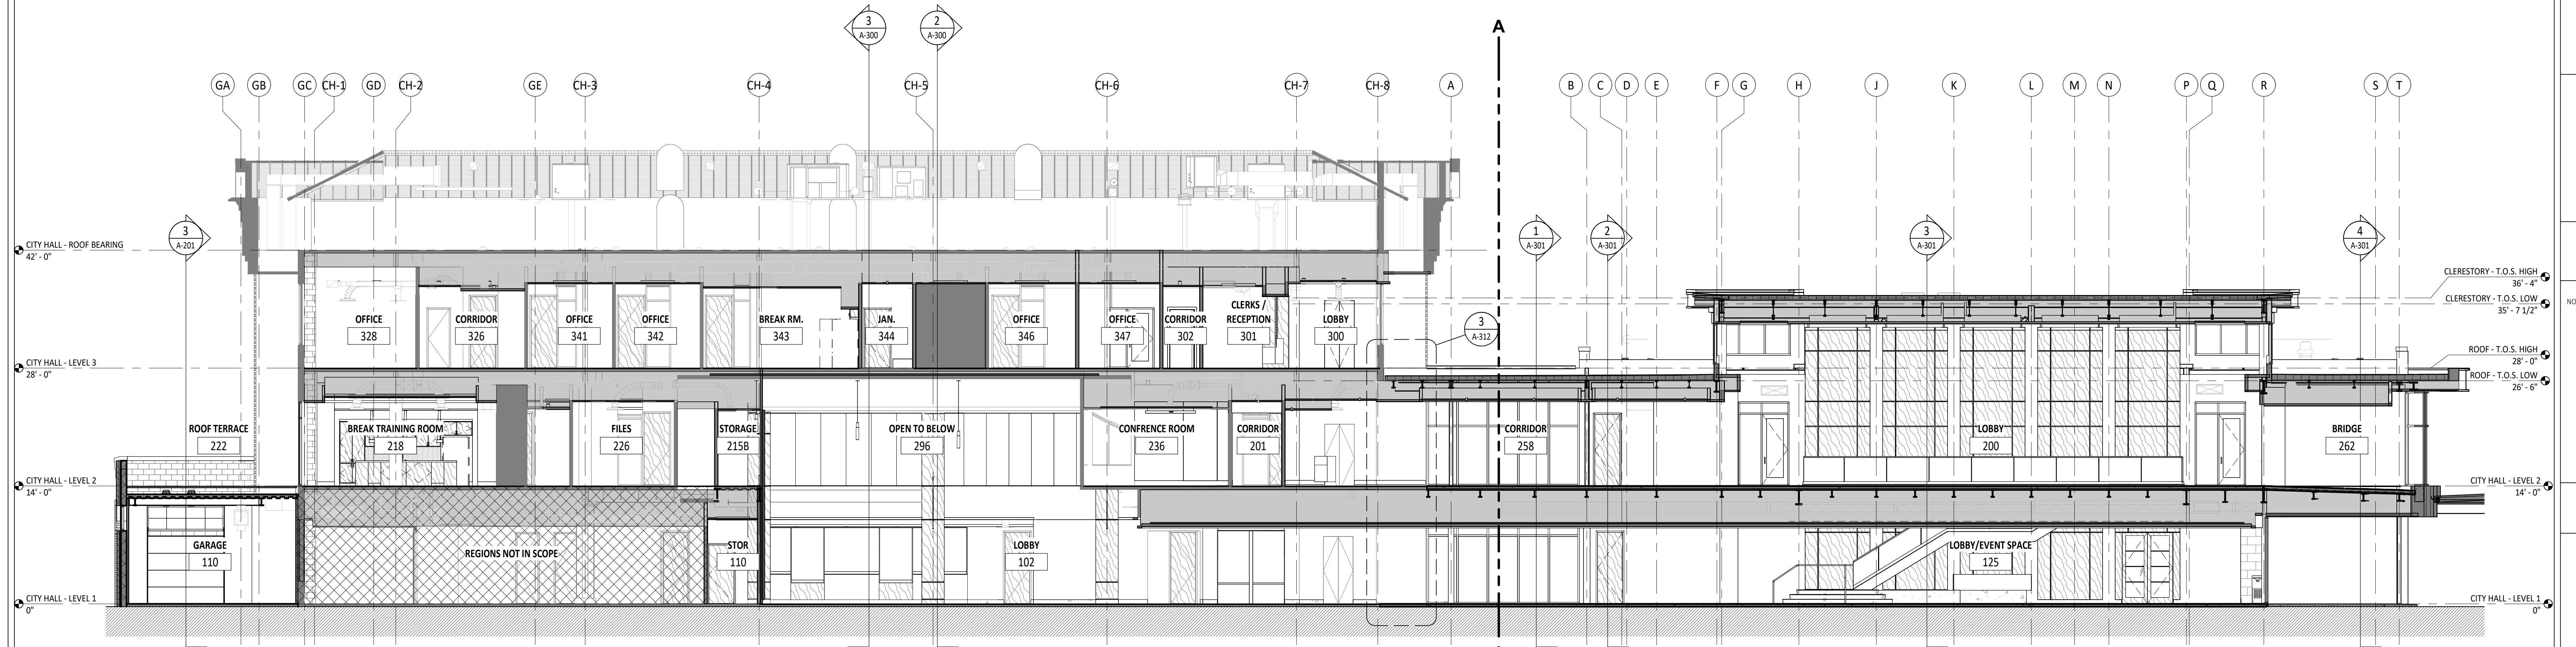 A
3
A-300
2
A-300
GA
GB
GC
CH-1
GD
CH-2
GE
CH-3
CH-4
CH-5
CH-6
CH-7
CH-8
A
B
C
D
E
F
G
H
J
K
L
M
N
P
Q
R
S
T
3
A-201
1
A-301
2
A-301
3
A-301
4
A-301
CITY HALL - ROOF BEARING
42' - 0"
CLERESTORY - T.O.S. HIGH
36' - 4"
CLERESTORY - T.O.S. LOW
35' - 7 1/2"
NO
OFFICE
328
CORRIDOR
326
OFFICE
341
OFFICE
342
BREAK RM.
343
JAN.
344
OFFICE
346
OFFICE
347
CORRIDOR
302
CLERKS /
RECEPTION
301
LOBBY
300
3
A-312
ROOF - T.O.S. HIGH
28' - 0"
CITY HALL - LEVEL 3
28' - 0"
ROOF - T.O.S. LOW
26' - 6"
ROOF TERRACE
222
BREAK TRAINING ROOM
218
FILES
226
STORAGE
215B
OPEN TO BELOW
296
CONFRENCE ROOM
236
CORRIDOR
201
CORRIDOR
258
LOBBY
200
BRIDGE
262
CITY HALL - LEVEL 2
14' - 0"
CITY HALL - LEVEL 2
14' - 0"
GARAGE
110
REGIONS NOT IN SCOPE
STOR
110
LOBBY
102
LOBBY/EVENT SPACE
125
CITY HALL - LEVEL 1
0"
CITY HALL - LEVEL 1
0"